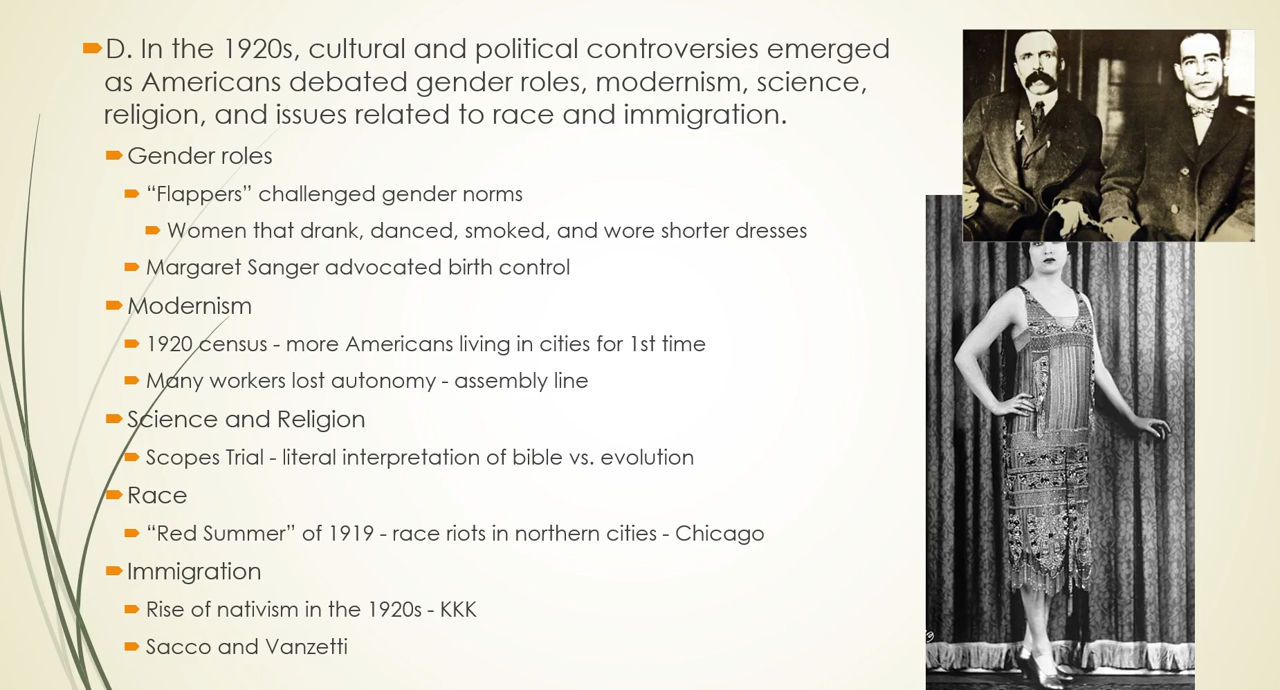 D. In the 1920s, cultural and political controversies emerged
as Americans debated gender roles, modernism, science,
religion, and issues related to race and immigration.
Gender roles
“Flappers” challenged gender norms
Women that drank, danced, smoked, and wore shorter dresses
Margaret Sanger advocated birth control
Modernism
1920 census - more Americans living in cities for 1st time
Many workers lost autonomy - assembly line
Science and Religion
Scopes Trial - literal interpretation of bible vs. evolution
Race
“Red Summer” of 1919 - race riots in northern cities - Chicago
Immigration
Rise of nativism in the 1920s - KKK
Sacco and Vanzetti